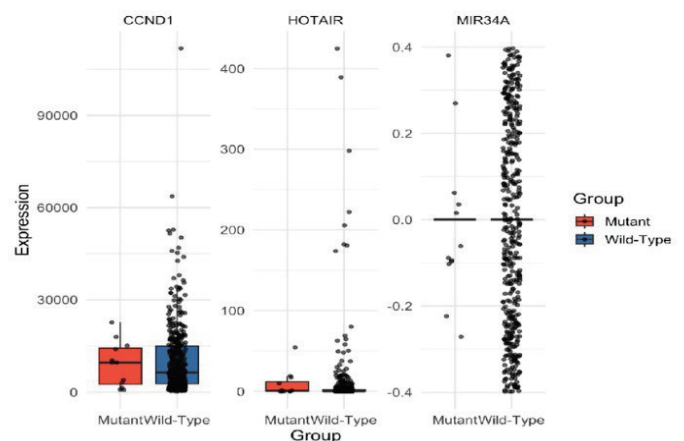 CCND1 HOTAIR MIR34A
90000
60000
30000
0
400
300
200
100
0
0.4
0.2
0.0
-0.2
-0.4
Expression
MutantWild-Type MutantWild-Type MutantWild-Type
Group
Group
Mutant
Wild-Type